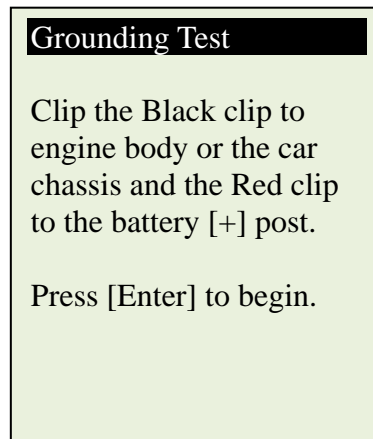 Grounding Test
Clip the Black clip to
engine body or the car
chassis and the Red clip
to the battery [+] post.
Press [Enter] to begin.